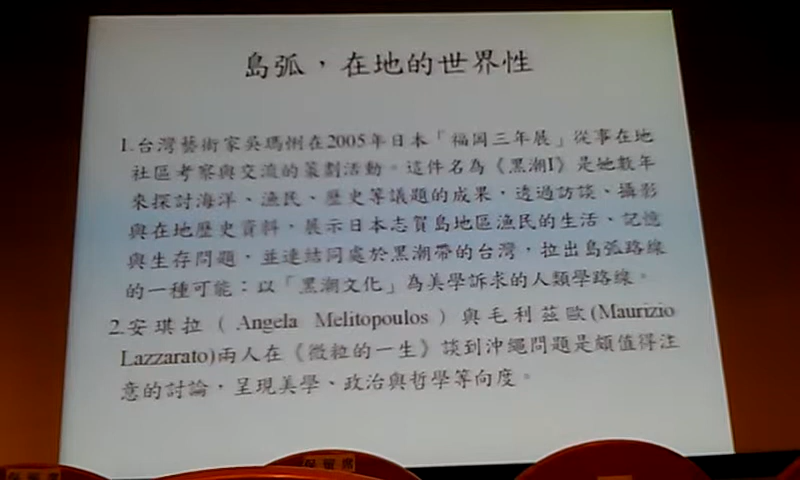 島弧，在地的世界性
1.台灣藝術家吳瑪悧在2005年日本「福岡三年展」從事在地
社區考察與交流的策劃活動。這件名為《黑潮I》是她數年
來探討海洋、漁民、歷史等議題的成果，透過訪談、攝影
與在地歷史資料，展示日本志賀島地區漁民的生活、記憶
與生存問題，並連結同處於黑潮帶的台灣，拉出島弧路線
的一種可能：以「黑潮文化」為美學訴求的人類學路線。
2.安琪拉（Angela Melitopoulos）與毛利茲歐(Maurizio
Lazzarato)兩人在《微粒的一生》談到沖繩問題是頗值得注
意的討論，呈現美學、政治與哲學等向度。
保留席
保留席